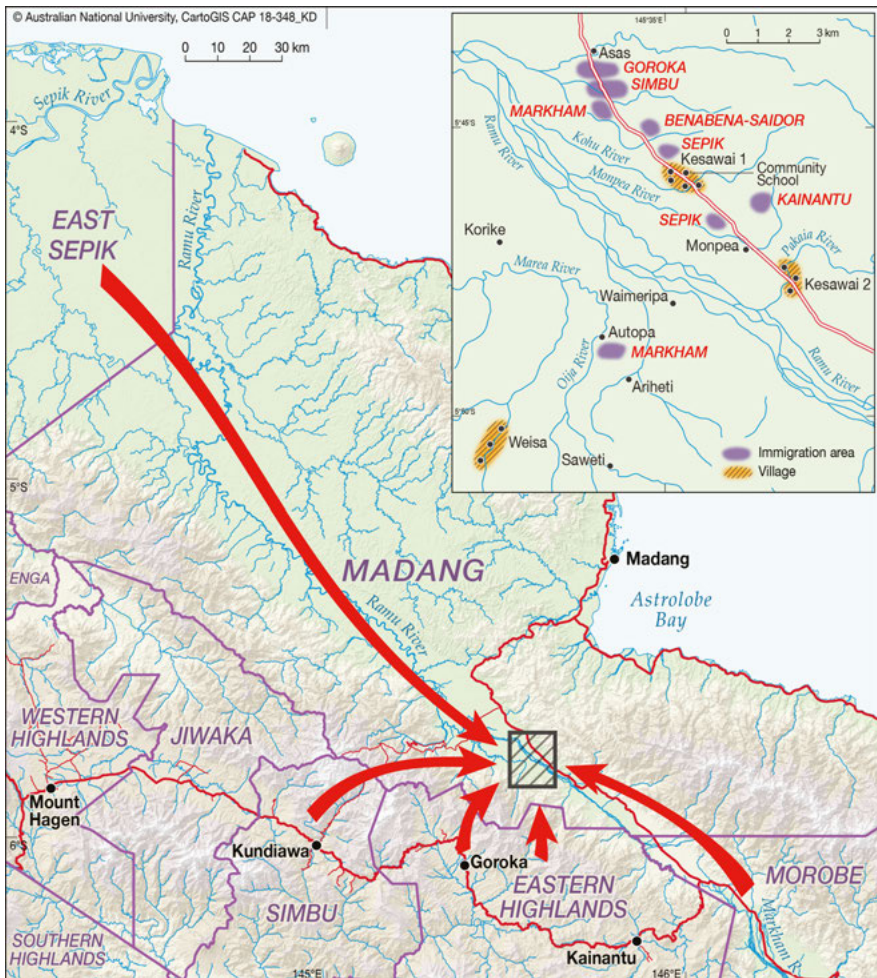 © Australian National University, CartoGIS CAP 18-348_KD
0 10 20 30 km
Sepik River
4°S
EAST
SEPIK
Ramu River
5°S
ENGA
MADANG
Ramu River
Madang
Astrolobe
Bay
WESTERN
HIGHLANDS
JIWAKA
Mount
Hagen
6°S
Kundiawa
Goroka
SIMBU
EASTERN
HIGHLANDS
MOROBE
Markham R
SOUTHERN
HIGHLANDS
Kainantu
145°E
146°E
145°35'E
0 1 2 3 km
Asas
GOROKA
SIMBU
MARKHAM
Ramu River
5°45'S
BENABENA-SAIDOR
Kohu River
SEPIK
Kesawai 1
Community
School
Monpea River
KAINANTU
SEPIK
Korike
Monpea
Pakaia River
Marea River
Kesawai 2
Waimeripa
Autopa
MARKHAM
Oija River
Ramu River
Ariheti
5°50'S
Weisa
Saweti
Immigration area
Village